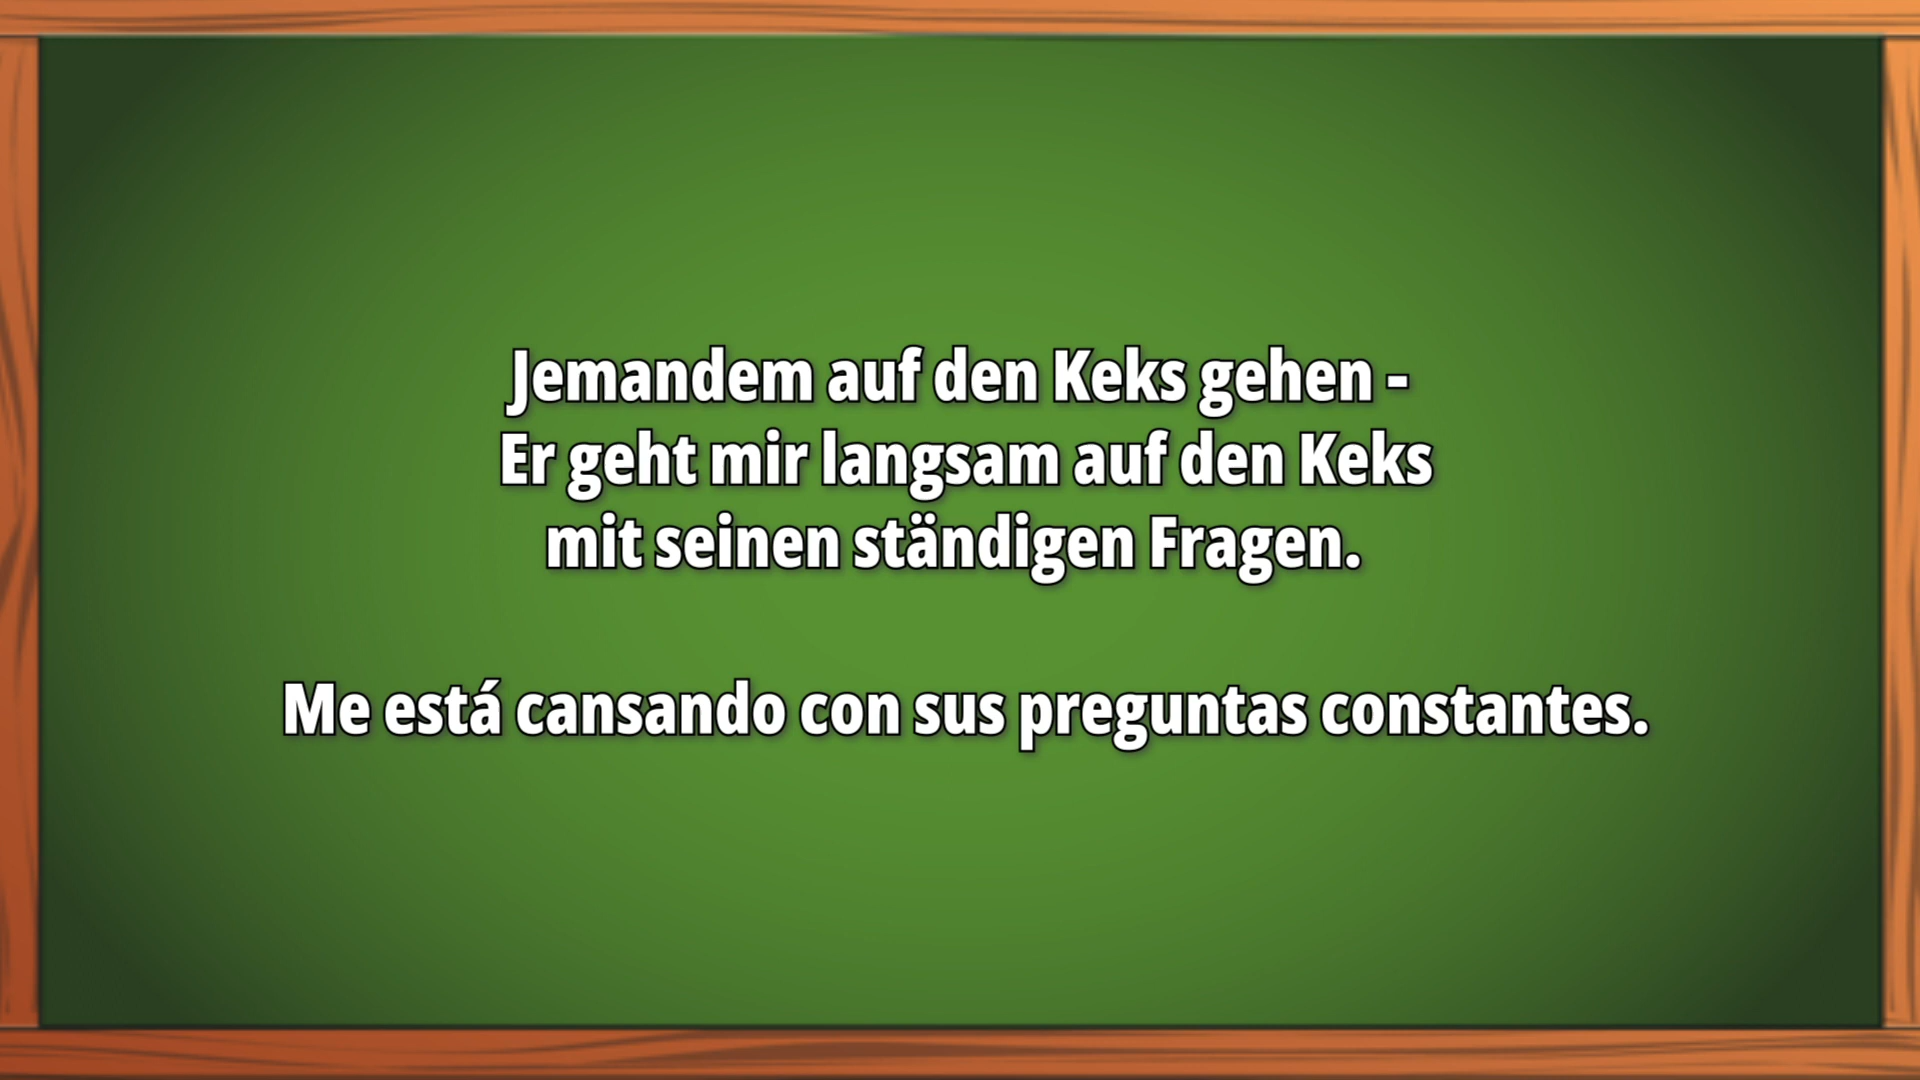 Jemandem auf den Keks gehen -
Er geht mir langsam auf den Keks
mit seinen ständigen Fragen.
Me está cansando con sus preguntas constantes.